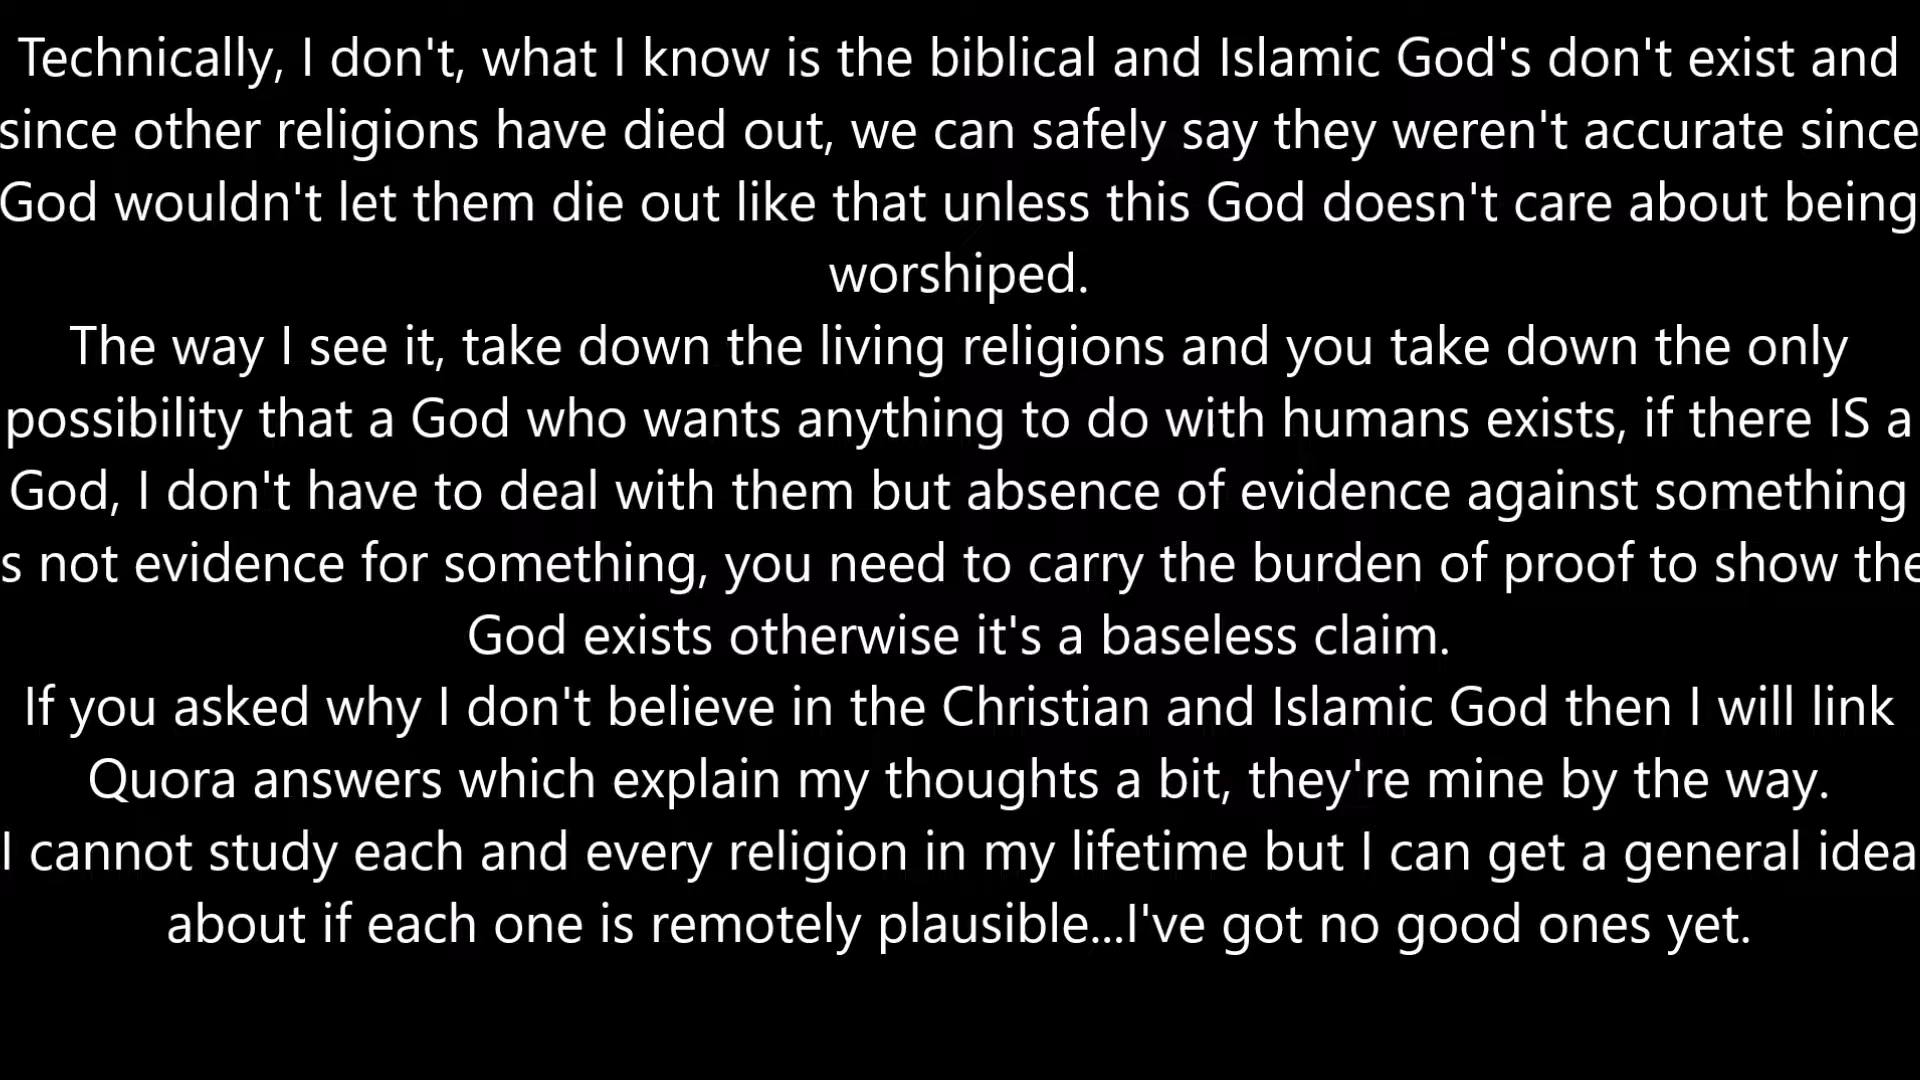 Technically, I don't, what I know is the biblical and Islamic God's don't exist and
since other religions have died out, we can safely say they weren't accurate since
God wouldn't let them die out like that unless this God doesn't care about being
worshiped.
The way I see it, take down the living religions and you take down the only
possibility that a God who wants anything to do with humans exists, if there IS a
God, I don't have to deal with them but absence of evidence against something
s not evidence for something, you need to carry the burden of proof to show the
God exists otherwise it's a baseless claim.
If you asked why I don't believe in the Christian and Islamic God then I will link
Quora answers which explain my thoughts a bit, they're mine by the way.
I cannot study each and every religion in my lifetime but I can get a general idea
about if each one is remotely plausible...I've got no good ones yet.